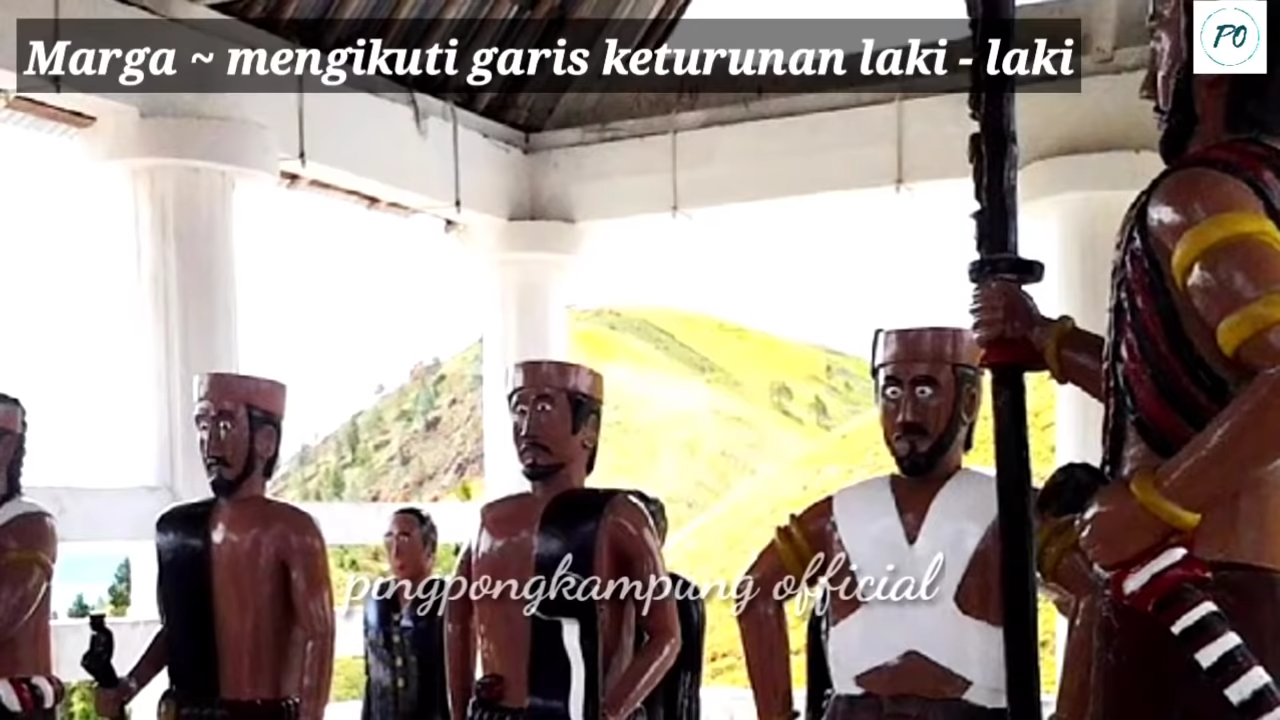 Marga ~ mengikuti garis keturunan laki - laki
PO
pingpongkampung official